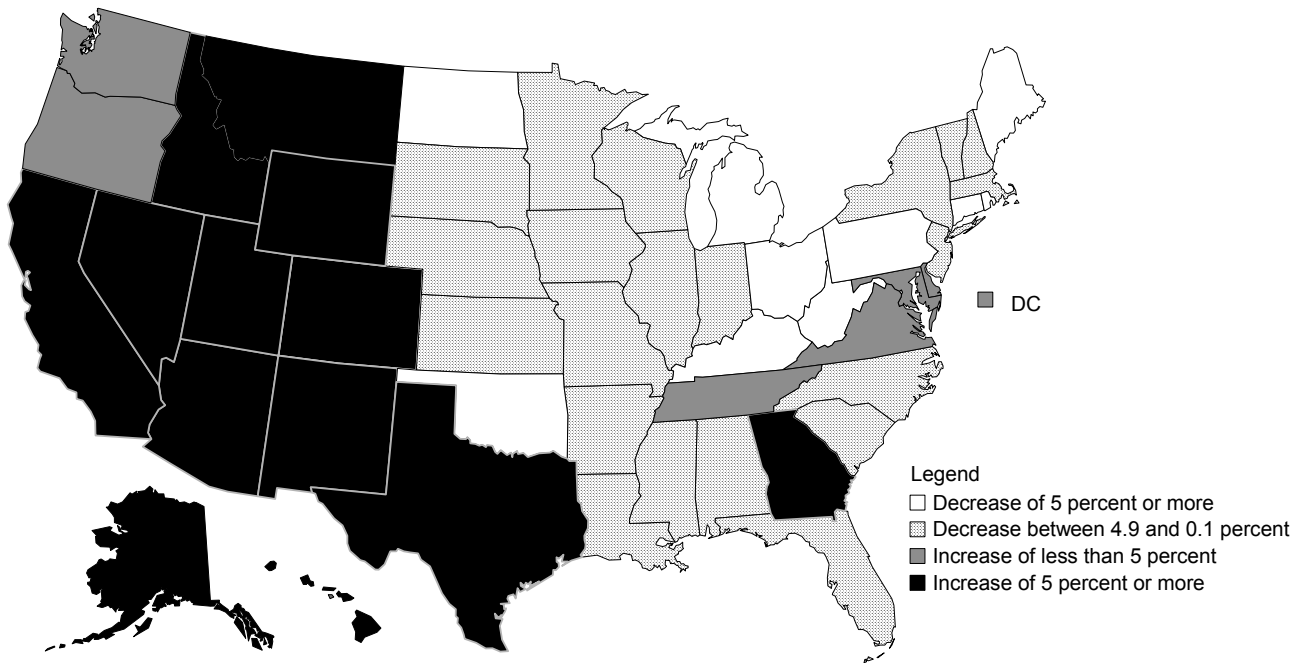 DC
Legend
Decrease of 5 percent or more
Decrease between 4.9 and 0.1 percent
Increase of less than 5 percent
Increase of 5 percent or more